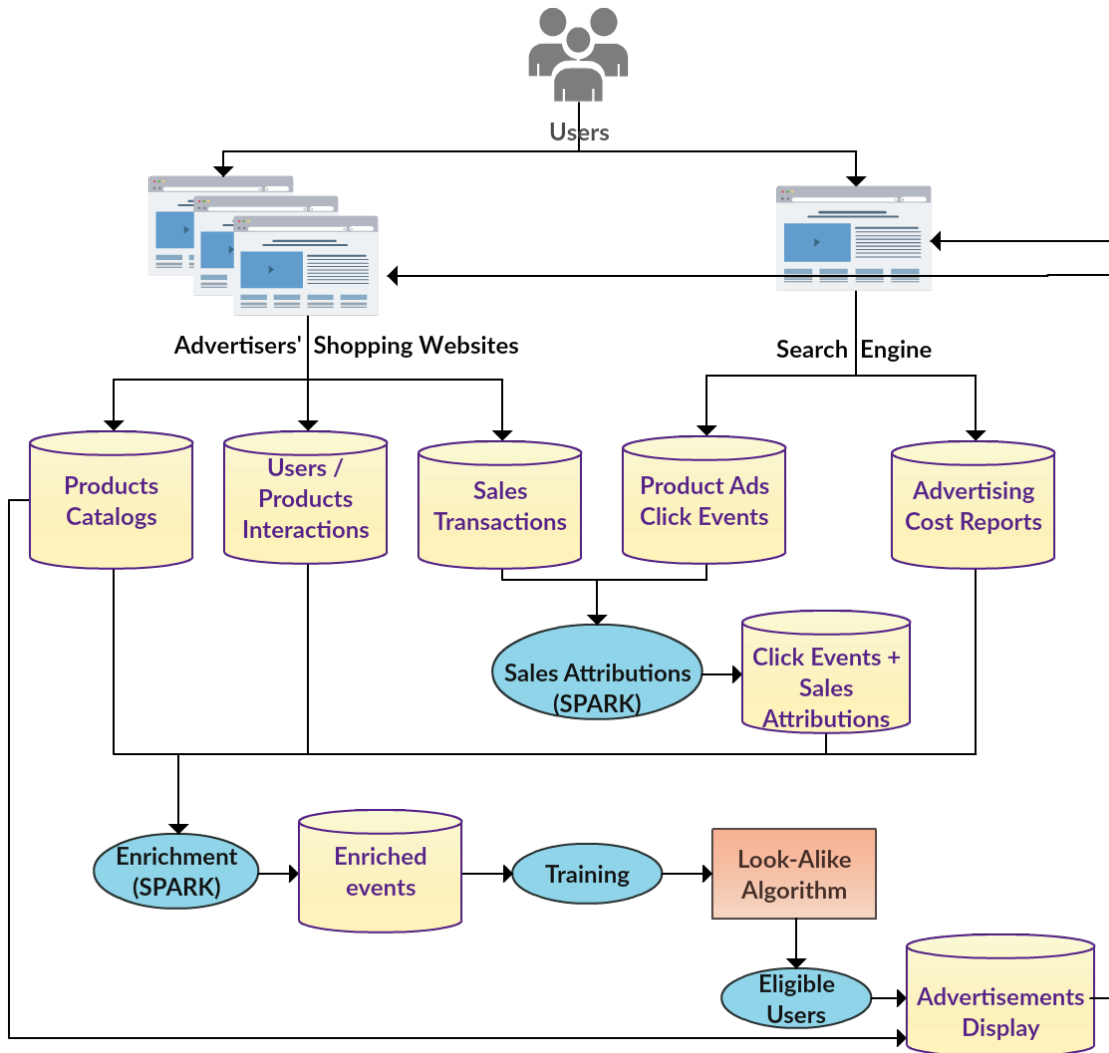 Users
Advertisers' Shopping Websites
Search Engine
Products
Catalogs
Users /
Products
Interactions
Sales
Transactions
Product Ads
Click Events
Advertising
Cost Reports
Sales Attributions
(SPARK)
Click Events +
Sales
Attributions
Enrichment
(SPARK)
Enriched
events
Training
Look-Alike
Algorithm
Eligible
Users
Advertisements
Display